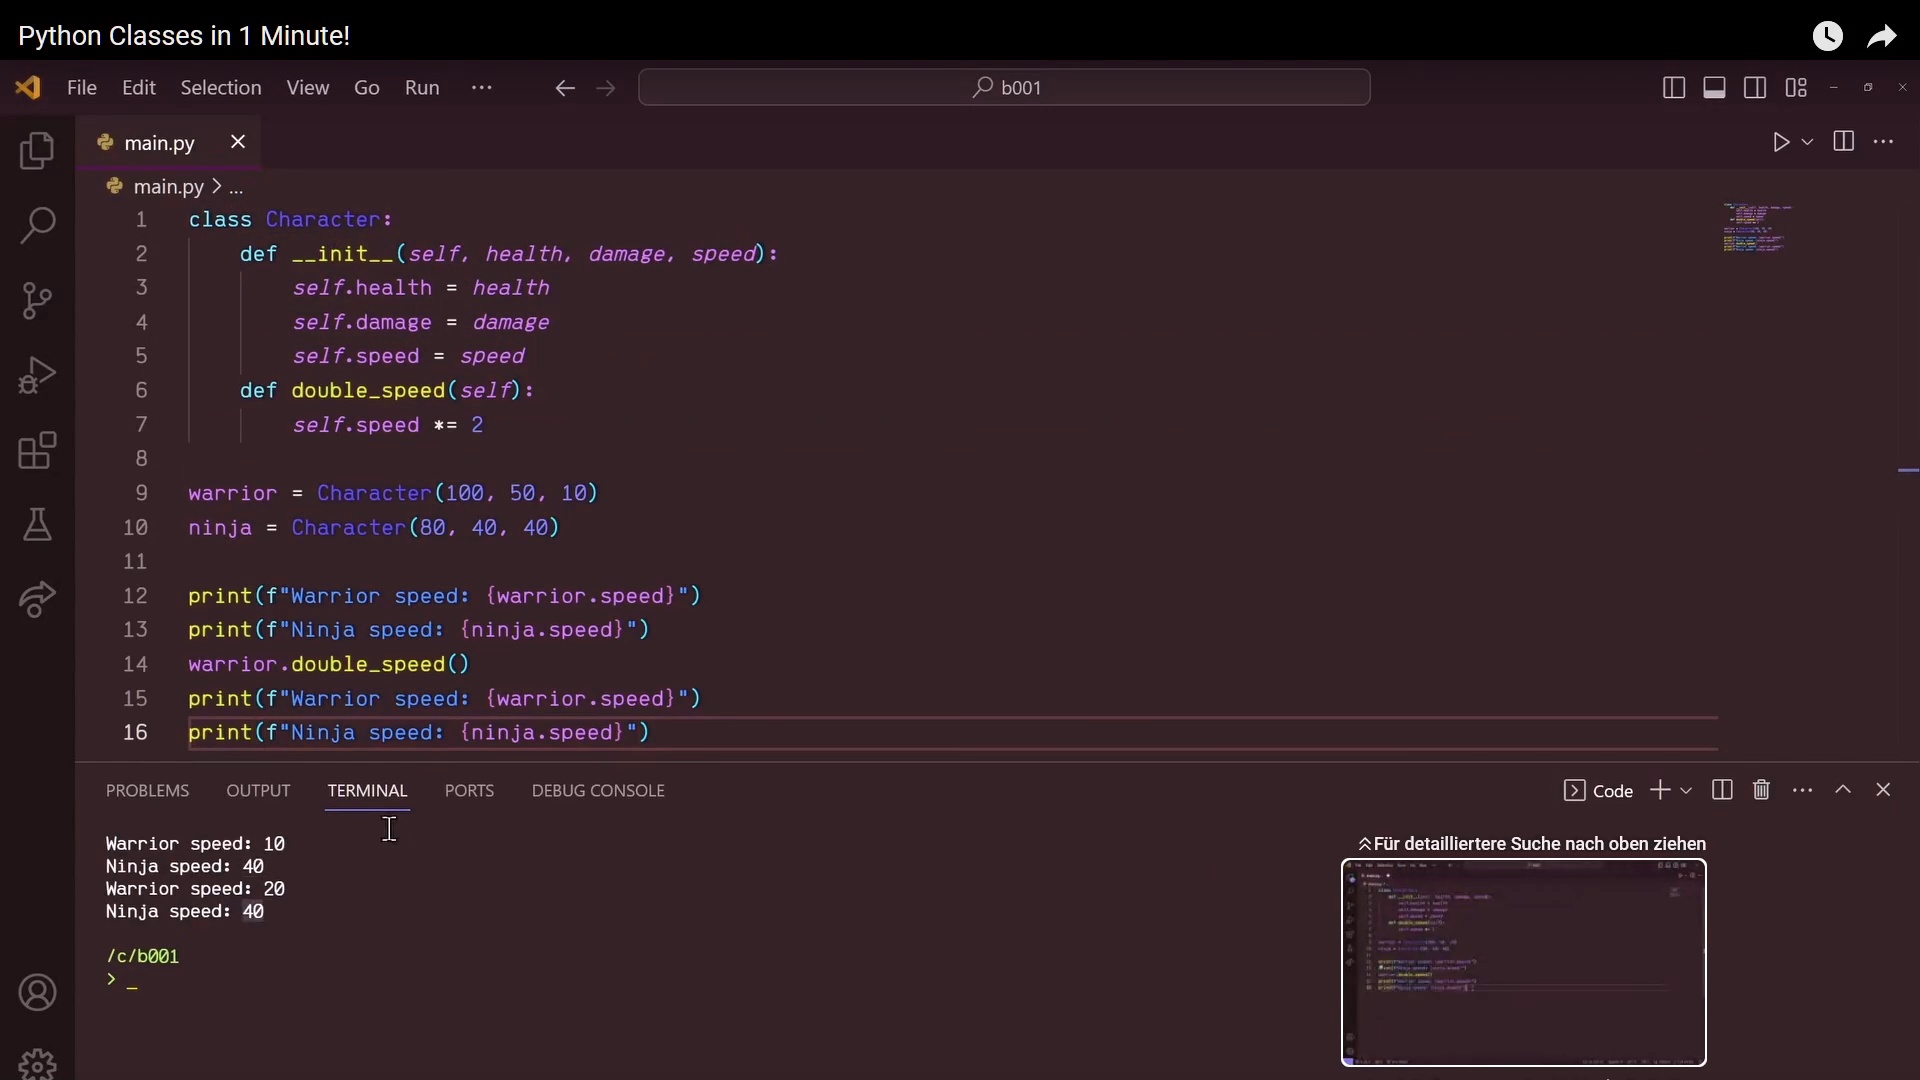 Python Classes in 1 Minute!
File Edit Selection View Go Run ··· b001
main.py
main.py > ...
1 class Character:
2     def __init__(self, health, damage, speed):
3         self.health = health
4         self.damage = damage
5         self.speed = speed
6     def double_speed(self):
7         self.speed *= 2
8
9 warrior = Character(100, 50, 10)
10 ninja = Character(80, 40, 40)
11
12 print(f"Warrior speed: {warrior.speed}")
13 print(f"Ninja speed: {ninja.speed}")
14 warrior.double_speed()
15 print(f"Warrior speed: {warrior.speed}")
16 print(f"Ninja speed: {ninja.speed}")
PROBLEMS OUTPUT TERMINAL PORTS DEBUG CONSOLE Code
Warrior speed: 10
Ninja speed: 40
Warrior speed: 20
Ninja speed: 40
/c/b001
> _
Für detailliertere Suche nach oben ziehen